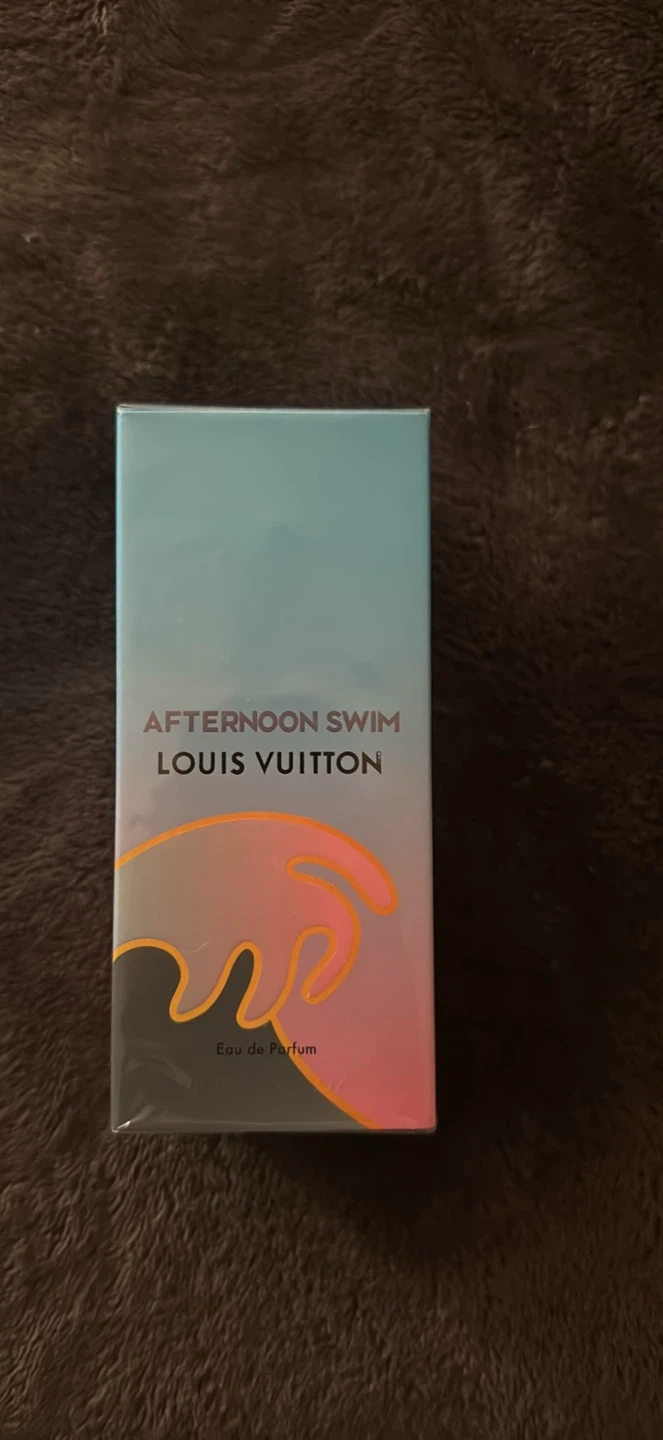 AFTERNOON SWIM
LOUIS VUITTON
Eau de Parfum